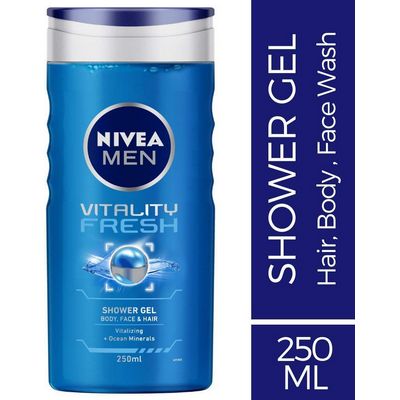 NIVEA
MEN
VITALITY
FRESH
SHOWER GEL
BODY, FACE & HAIR
Vitalizing
+ Ocean Minerals
250ml
SHOWER GEL
Hair, Body , Face Wash
250
ML